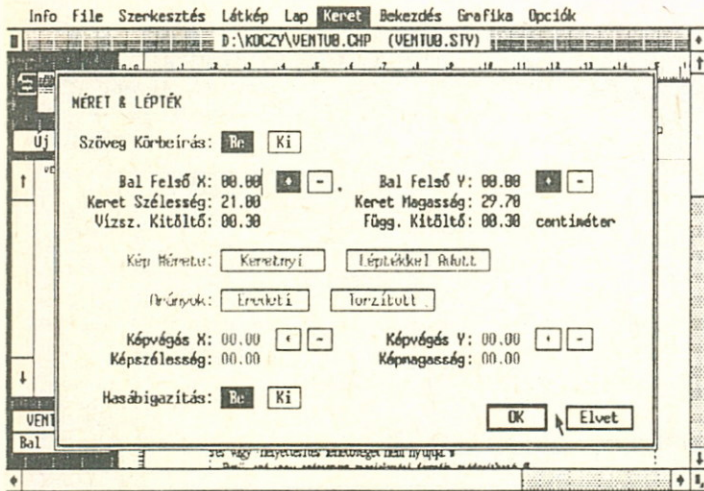 Info File Szerkesztés Látkép Lap Keret Bekezdés Grafika Opciók
D:\KOCZY\VENTU8.CHP (VENTU8.STY)
MÉRET & LÉPTÉK
Új
Szöveg Körbeírás: Be Ki
Bal Felső X: 00.00 + - Bal Felső Y: 00.00 + -
Keret Szélesség: 21.00 Keret Magasság: 29.70
Vízsz. Kitöltő: 00.30 Függ. Kitöltő: 00.30 centiméter
Kép Mérete: Keretnyi Léptékkel Adott
Arányok: Eredeti Torzított
Képvágás X: 00.00 + - Képvágás Y: 00.00 + -
Képszélesség: 00.00 Képmagasság: 00.00
Hasábigazítás: Be Ki
VENT
OK Elvet
Bal